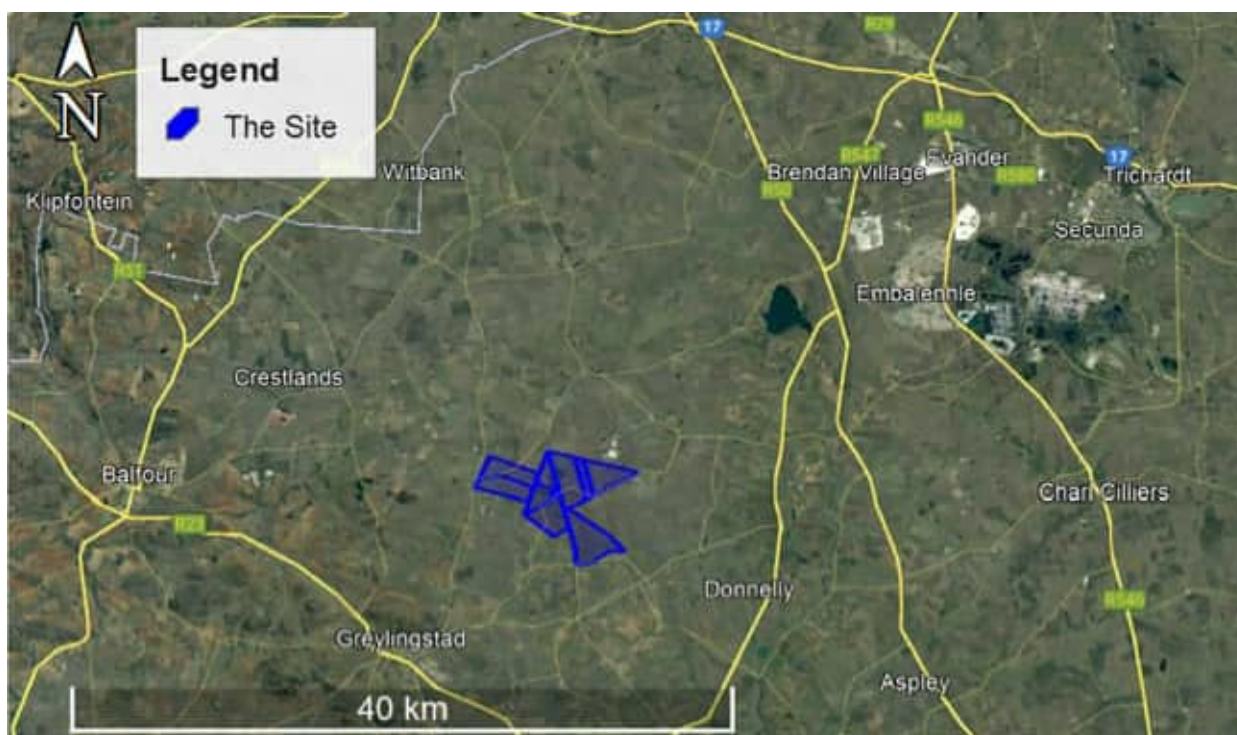 17
R29
Legend
N
The Site
R546
R547
Evander
17
Witbank
Brendan Village
R580
Trichardt
R50
Klipfontein
Secunda
R51
Embalenhle
Crestlands
Balfour
Charl Cilliers
R23
Donnelly
R546
Greylingstad
Aspley
40 km